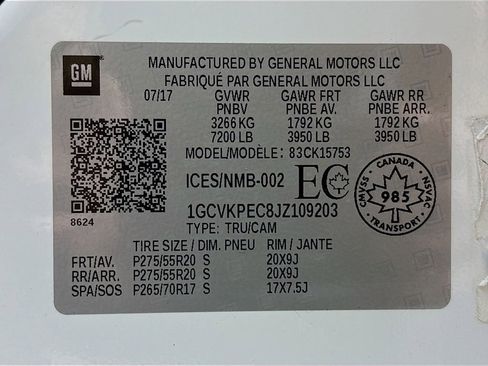 GM
MANUFACTURED BY GENERAL MOTORS LLC
FABRIQUÉ PAR GENERAL MOTORS LLC
07/17 GVWR GAWR FRT GAWR RR
PNBV PNBE AV. PNBE ARR.
3266 KG 1792 KG 1792 KG
7200 LB 3950 LB 3950 LB
MODEL/MODÈLE: 83CK15753
ICES/NMB-002 EC
CANADA
CMVSS NSVAC
985
TRANSPORT
1GCVKPEC8JZ109203
8624
TYPE: TRU/CAM
TIRE SIZE / DIM. PNEU RIM / JANTE
FRT/AV. P275/55R20 S 20X9J
RR/ARR. P275/55R20 S 20X9J
SPA/SOS P265/70R17 S 17X7.5J